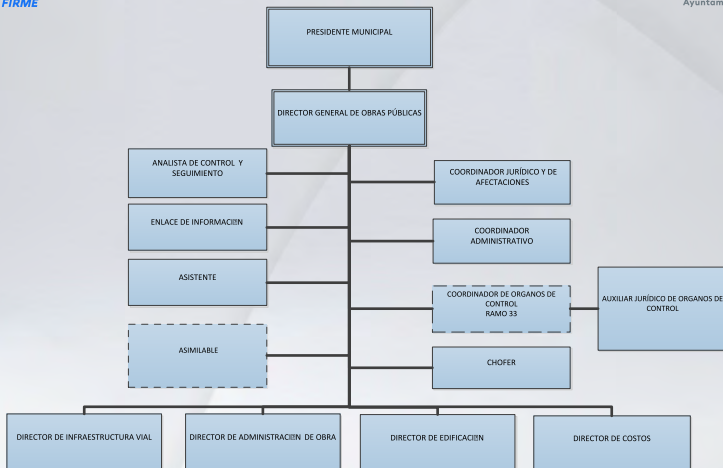 FIRME
Ayuntam
PRESIDENTE MUNICIPAL
DIRECTOR GENERAL DE OBRAS PÚBLICAS
ANALISTA DE CONTROL Y
SEGUIMIENTO
COORDINADOR JURÍDICO Y DE
AFECTACIONES
ENLACE DE INFORMACI⍰N
COORDINADOR
ADMINISTRATIVO
ASISTENTE
COORDINADOR DE ORGANOS DE
CONTROL
RAMO 33
AUXILIAR JURÍDICO DE ORGANOS DE
CONTROL
ASIMILABLE
CHOFER
DIRECTOR DE INFRAESTRUCTURA VIAL
DIRECTOR DE ADMINISTRACI⍰N DE OBRA
DIRECTOR DE EDIFICACI⍰N
DIRECTOR DE COSTOS